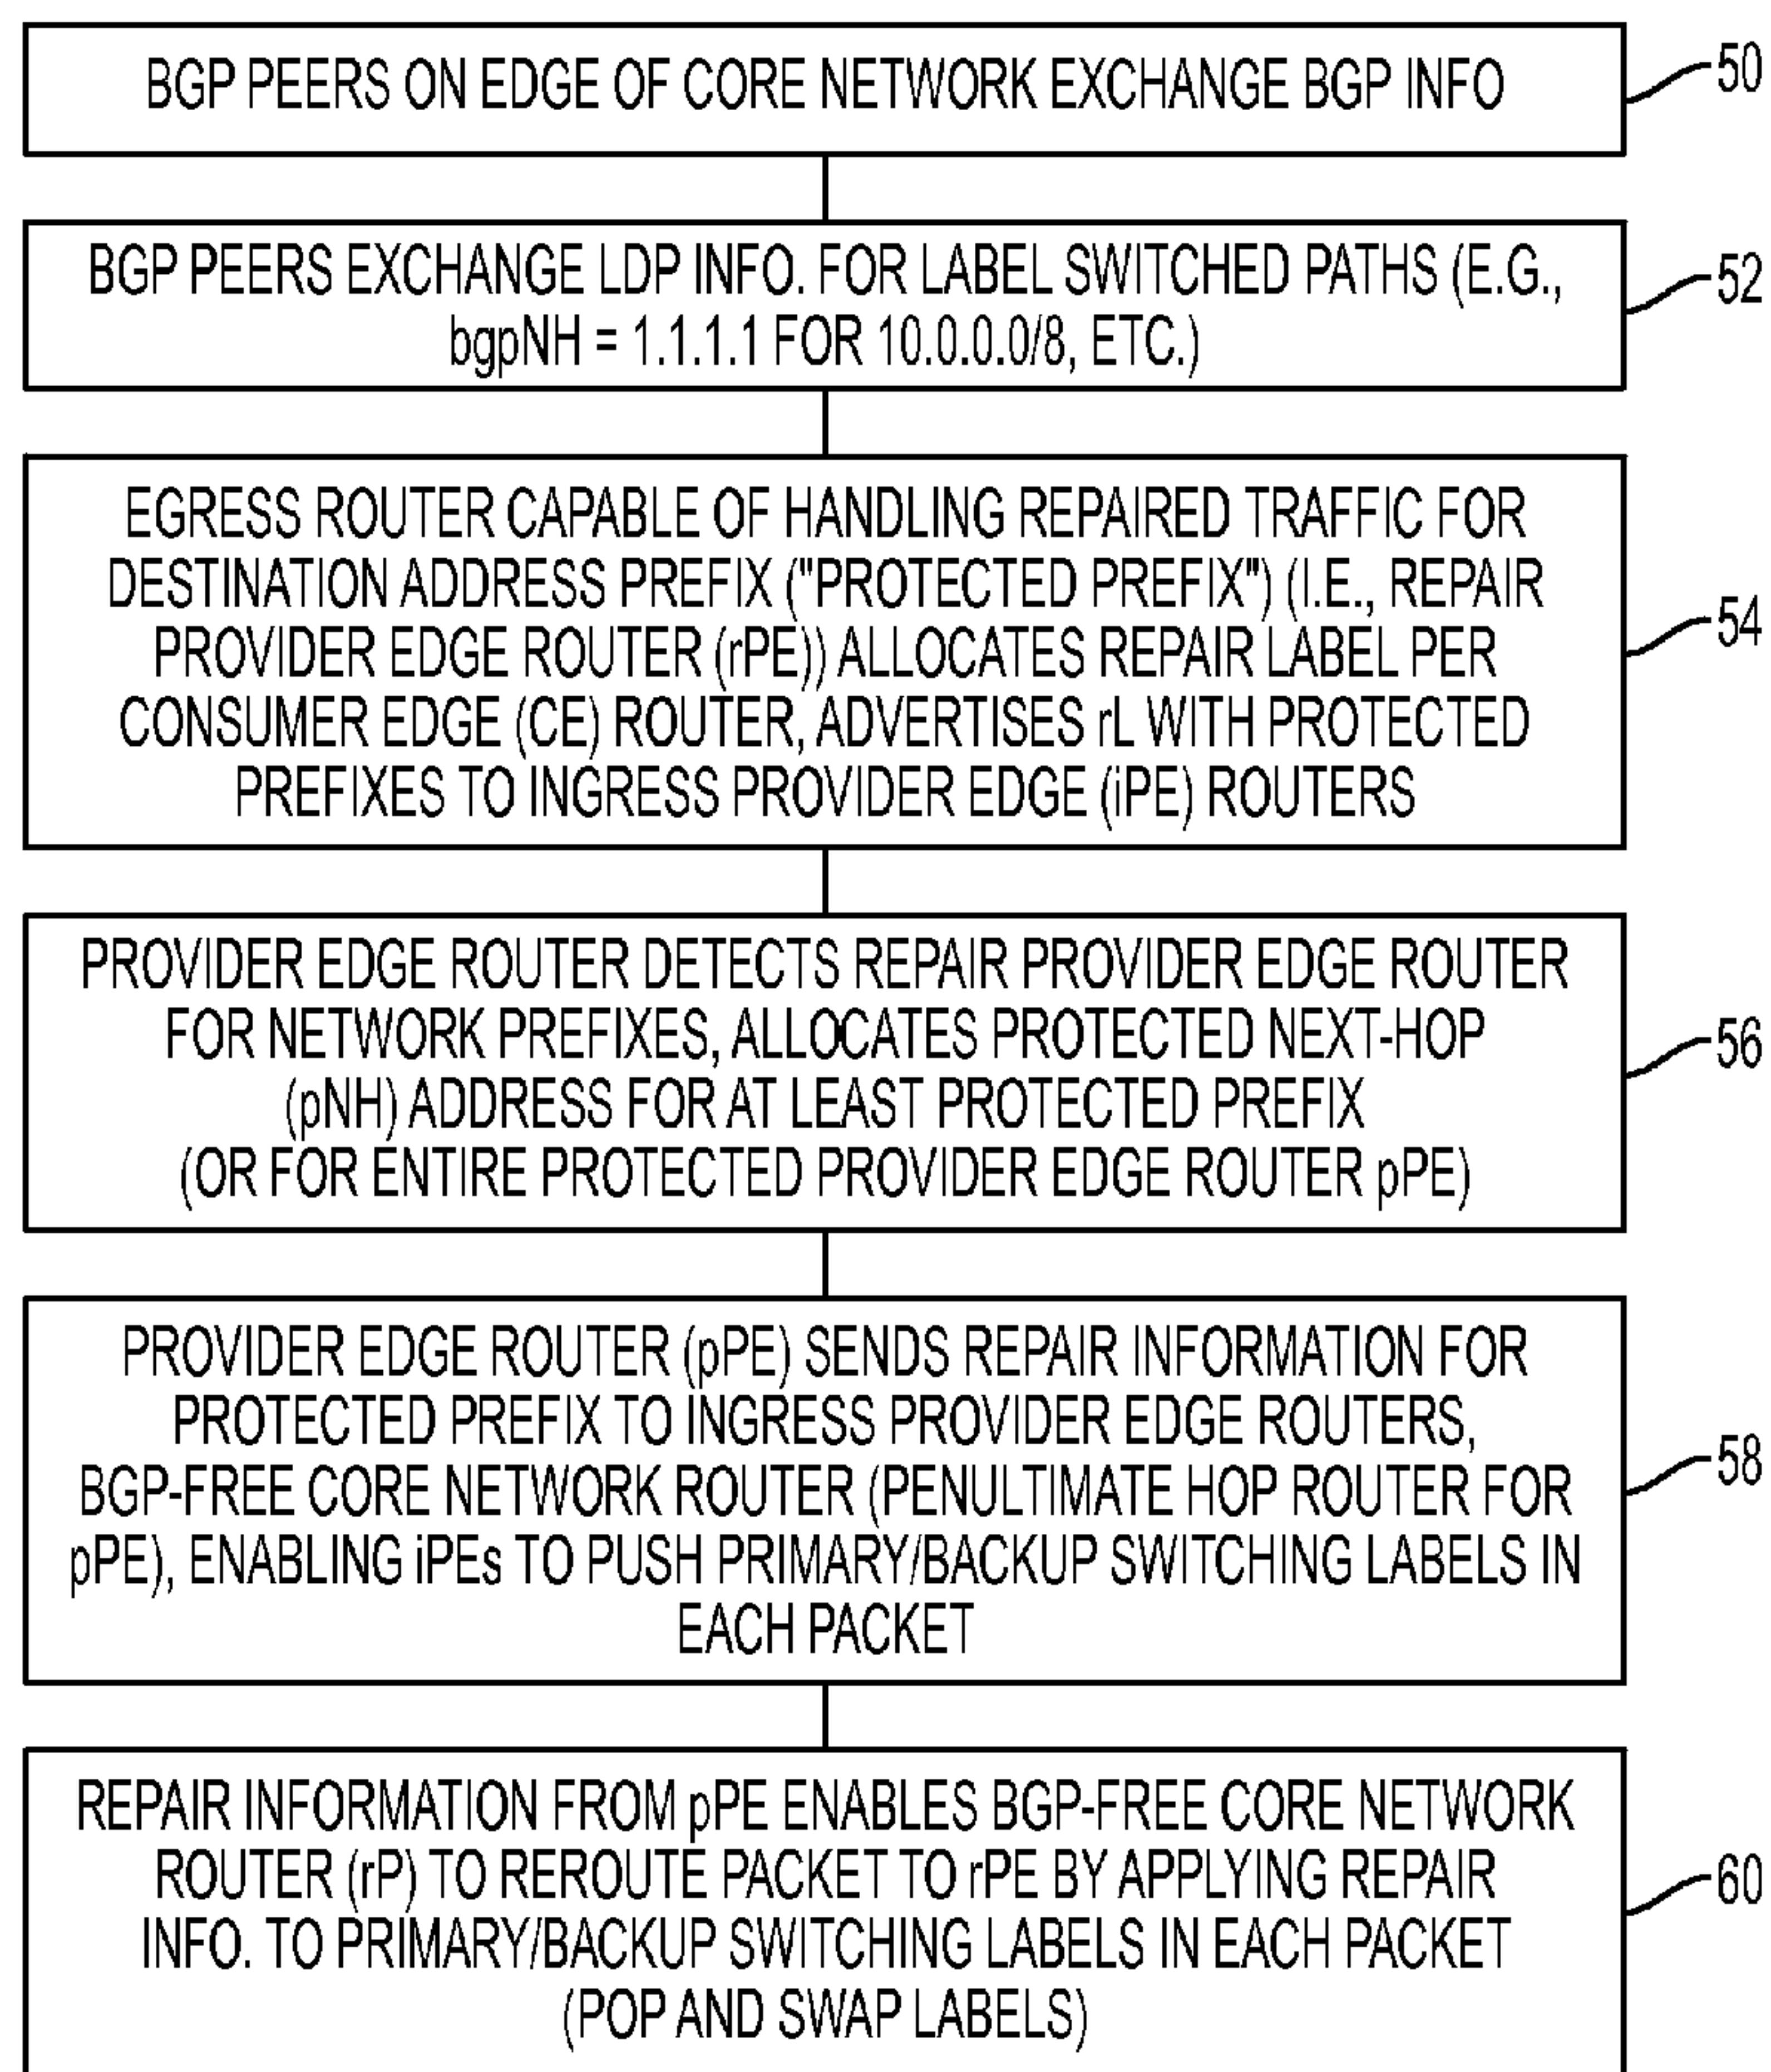 BGP PEERS ON EDGE OF CORE NETWORK EXCHANGE BGP INFO
50
BGP PEERS EXCHANGE LDP INFO. FOR LABEL SWITCHED PATHS (E.G.,
bgpNH = 1.1.1.1 FOR 10.0.0.0/8, ETC.)
52
EGRESS ROUTER CAPABLE OF HANDLING REPAIRED TRAFFIC FOR
DESTINATION ADDRESS PREFIX ("PROTECTED PREFIX") (I.E., REPAIR
PROVIDER EDGE ROUTER (rPE)) ALLOCATES REPAIR LABEL PER
CONSUMER EDGE (CE) ROUTER, ADVERTISES rL WITH PROTECTED
PREFIXES TO INGRESS PROVIDER EDGE (iPE) ROUTERS
54
PROVIDER EDGE ROUTER DETECTS REPAIR PROVIDER EDGE ROUTER
FOR NETWORK PREFIXES, ALLOCATES PROTECTED NEXT-HOP
(pNH) ADDRESS FOR AT LEAST PROTECTED PREFIX
(OR FOR ENTIRE PROTECTED PROVIDER EDGE ROUTER pPE)
56
PROVIDER EDGE ROUTER (pPE) SENDS REPAIR INFORMATION FOR
PROTECTED PREFIX TO INGRESS PROVIDER EDGE ROUTERS,
BGP-FREE CORE NETWORK ROUTER (PENULTIMATE HOP ROUTER FOR
pPE), ENABLING iPEs TO PUSH PRIMARY/BACKUP SWITCHING LABELS IN
EACH PACKET
58
REPAIR INFORMATION FROM pPE ENABLES BGP-FREE CORE NETWORK
ROUTER (rP) TO REROUTE PACKET TO rPE BY APPLYING REPAIR
INFO. TO PRIMARY/BACKUP SWITCHING LABELS IN EACH PACKET
(POP AND SWAP LABELS)
60